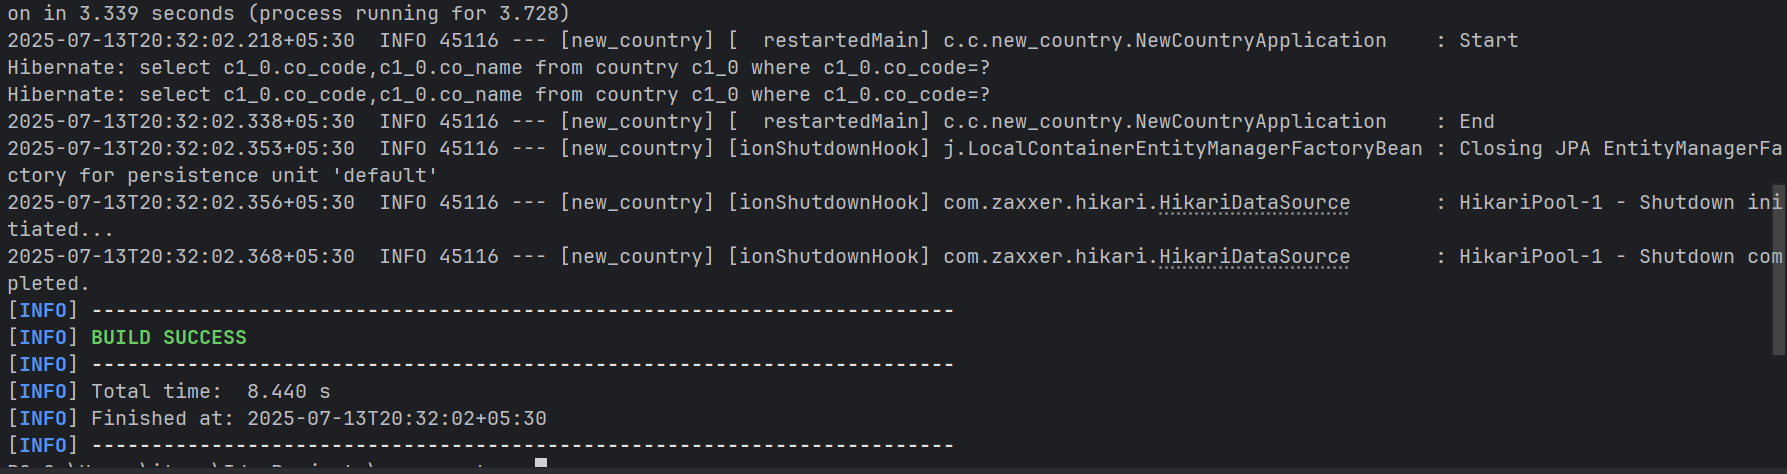 on in 3.339 seconds (process running for 3.728)
2025-07-13T20:32:02.218+05:30  INFO 45116 --- [new_country] [  restartedMain] c.c.new_country.NewCountryApplication    : Start
Hibernate: select c1_0.co_code,c1_0.co_name from country c1_0 where c1_0.co_code=?
Hibernate: select c1_0.co_code,c1_0.co_name from country c1_0 where c1_0.co_code=?
2025-07-13T20:32:02.338+05:30  INFO 45116 --- [new_country] [  restartedMain] c.c.new_country.NewCountryApplication    : End
2025-07-13T20:32:02.353+05:30  INFO 45116 --- [new_country] [ionShutdownHook] j.LocalContainerEntityManagerFactoryBean : Closing JPA EntityManagerFa
ctory for persistence unit 'default'
2025-07-13T20:32:02.356+05:30  INFO 45116 --- [new_country] [ionShutdownHook] com.zaxxer.hikari.HikariDataSource       : HikariPool-1 - Shutdown ini
tiated...
2025-07-13T20:32:02.368+05:30  INFO 45116 --- [new_country] [ionShutdownHook] com.zaxxer.hikari.HikariDataSource       : HikariPool-1 - Shutdown com
pleted.
[INFO] ------------------------------------------------------------------------
[INFO] BUILD SUCCESS
[INFO] ------------------------------------------------------------------------
[INFO] Total time:  8.440 s
[INFO] Finished at: 2025-07-13T20:32:02+05:30
[INFO] ------------------------------------------------------------------------